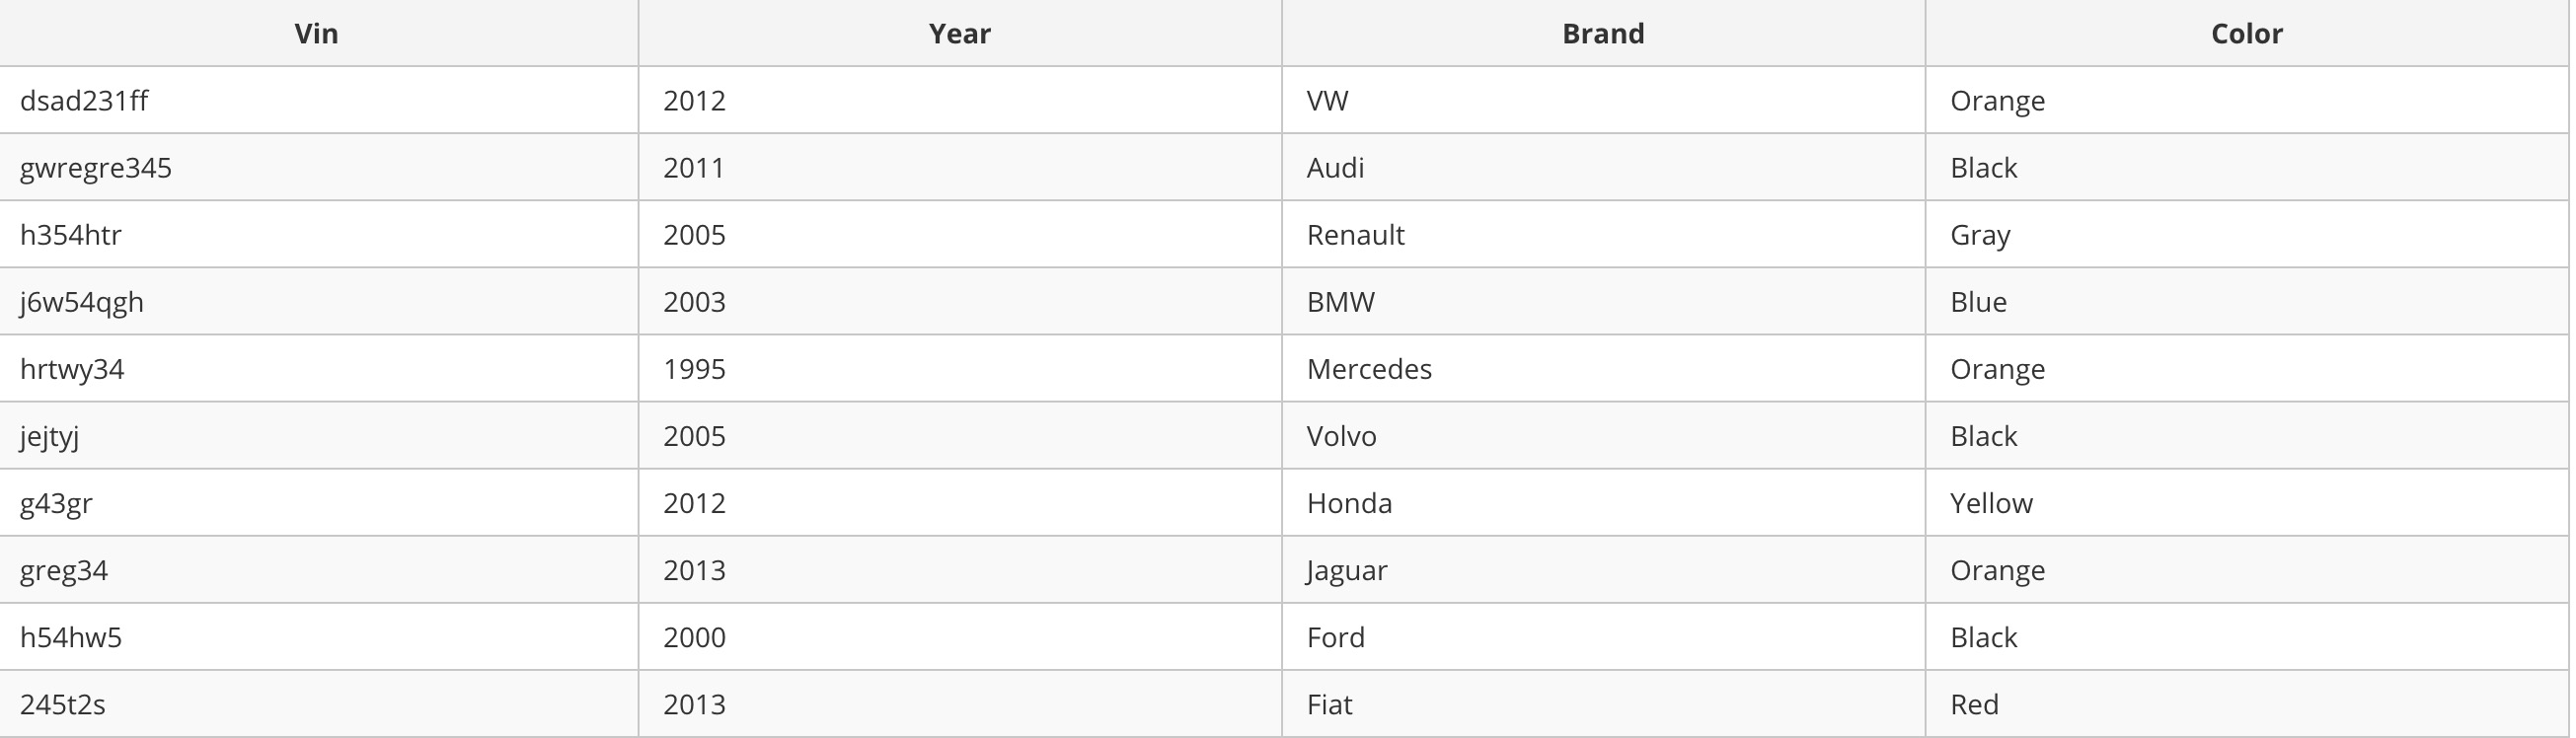 Vin Year Brand Color
dsad231ff 2012 VW Orange
gwregre345 2011 Audi Black
h354htr 2005 Renault Gray
j6w54qgh 2003 BMW Blue
hrtwy34 1995 Mercedes Orange
jejtyj 2005 Volvo Black
g43gr 2012 Honda Yellow
greg34 2013 Jaguar Orange
h54hw5 2000 Ford Black
245t2s 2013 Fiat Red